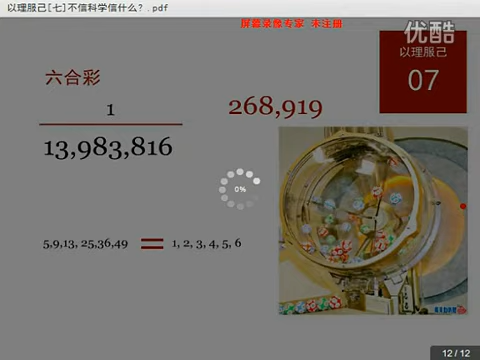 以理服己[七]不信科学信什么？.pdf
屏幕录像专家 未注册
优酷
以理服己
07
六合彩
1
13,983,816
268,919
0%
5,9,13, 25,36,49 = 1, 2, 3, 4, 5, 6
12 / 12